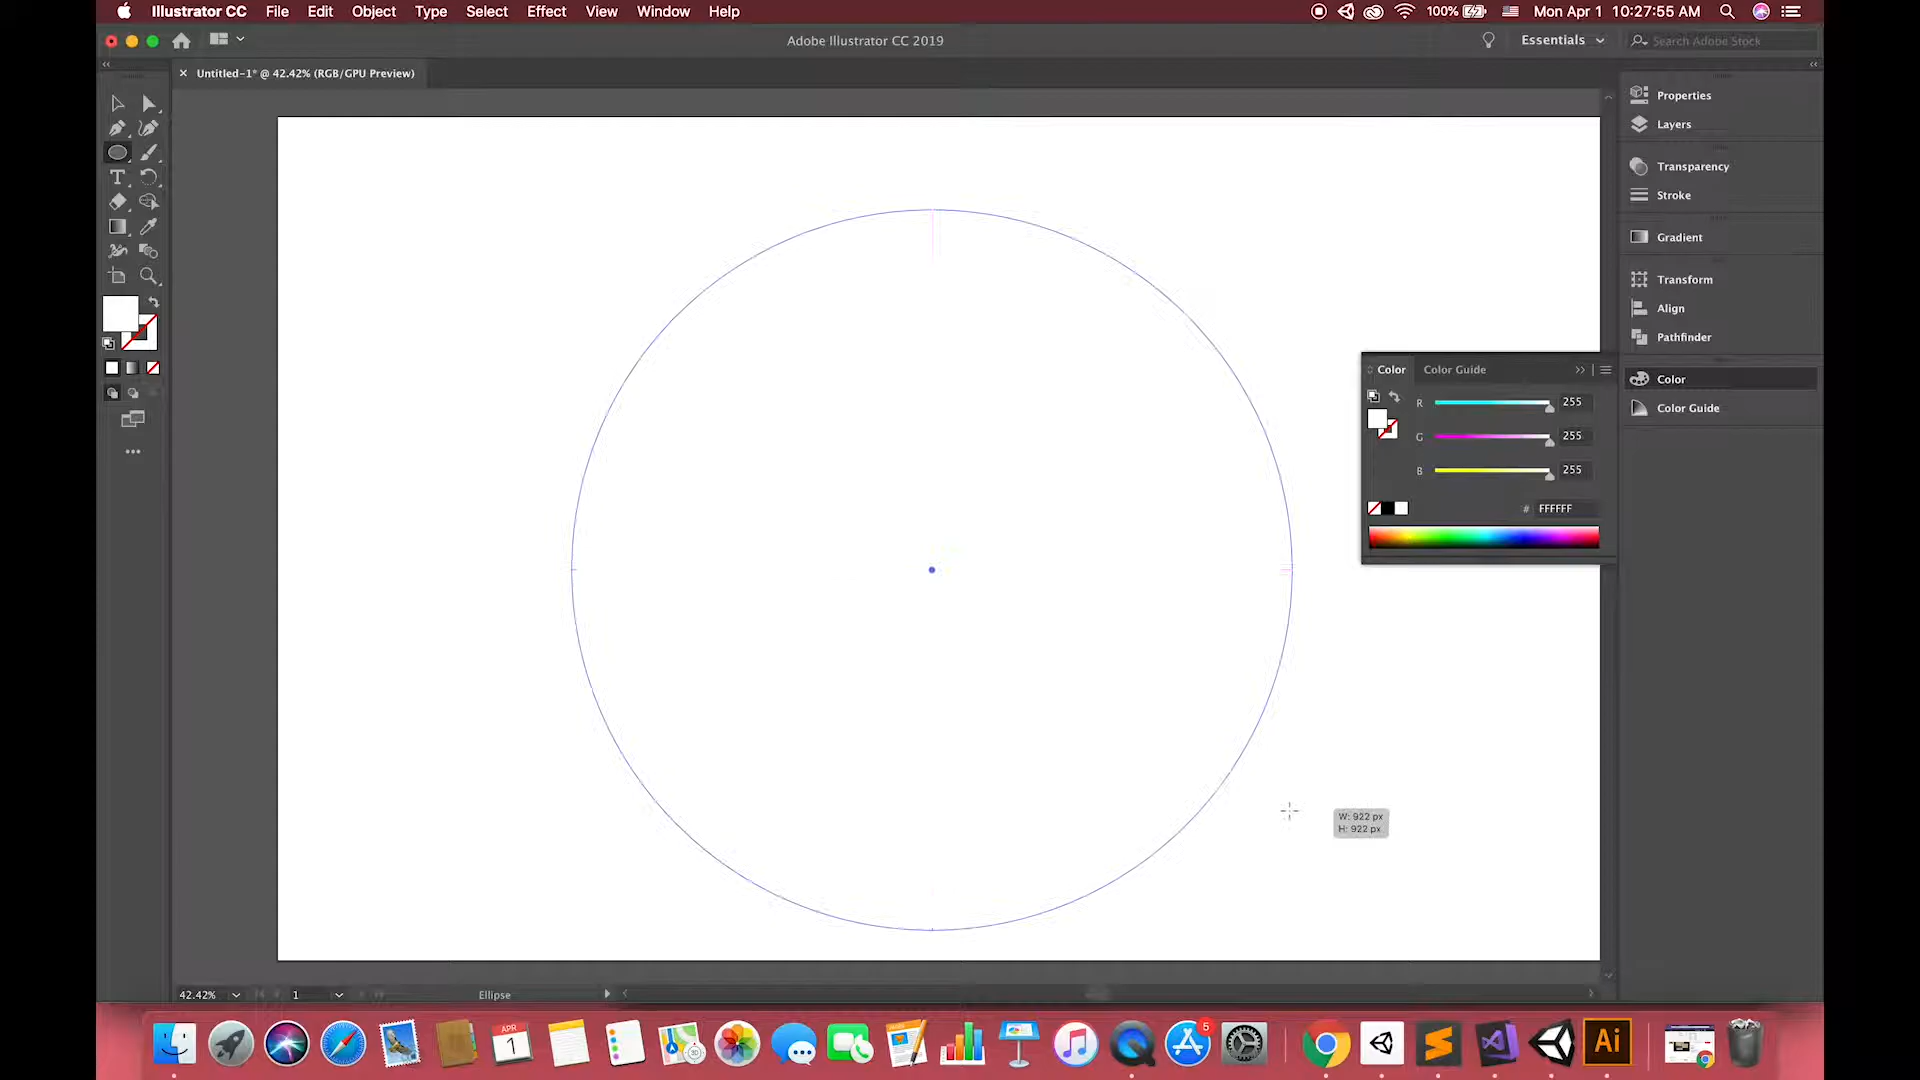 Illustrator CC File Edit Object Type Select Effect View Window Help 100% Mon Apr 1 10:27:55 AM
Adobe Illustrator CC 2019 Essentials Search Adobe Stock
Untitled-1* @ 42.42% (RGB/GPU Preview)
Properties
Layers
Transparency
Stroke
Gradient
Transform
Align
Pathfinder
Color
Color Guide
Color Color Guide
R 255
G 255
B 255
# FFFFFF
W: 922 px
H: 922 px
42.42% 1 Ellipse
APR
1
3D
5
Ai